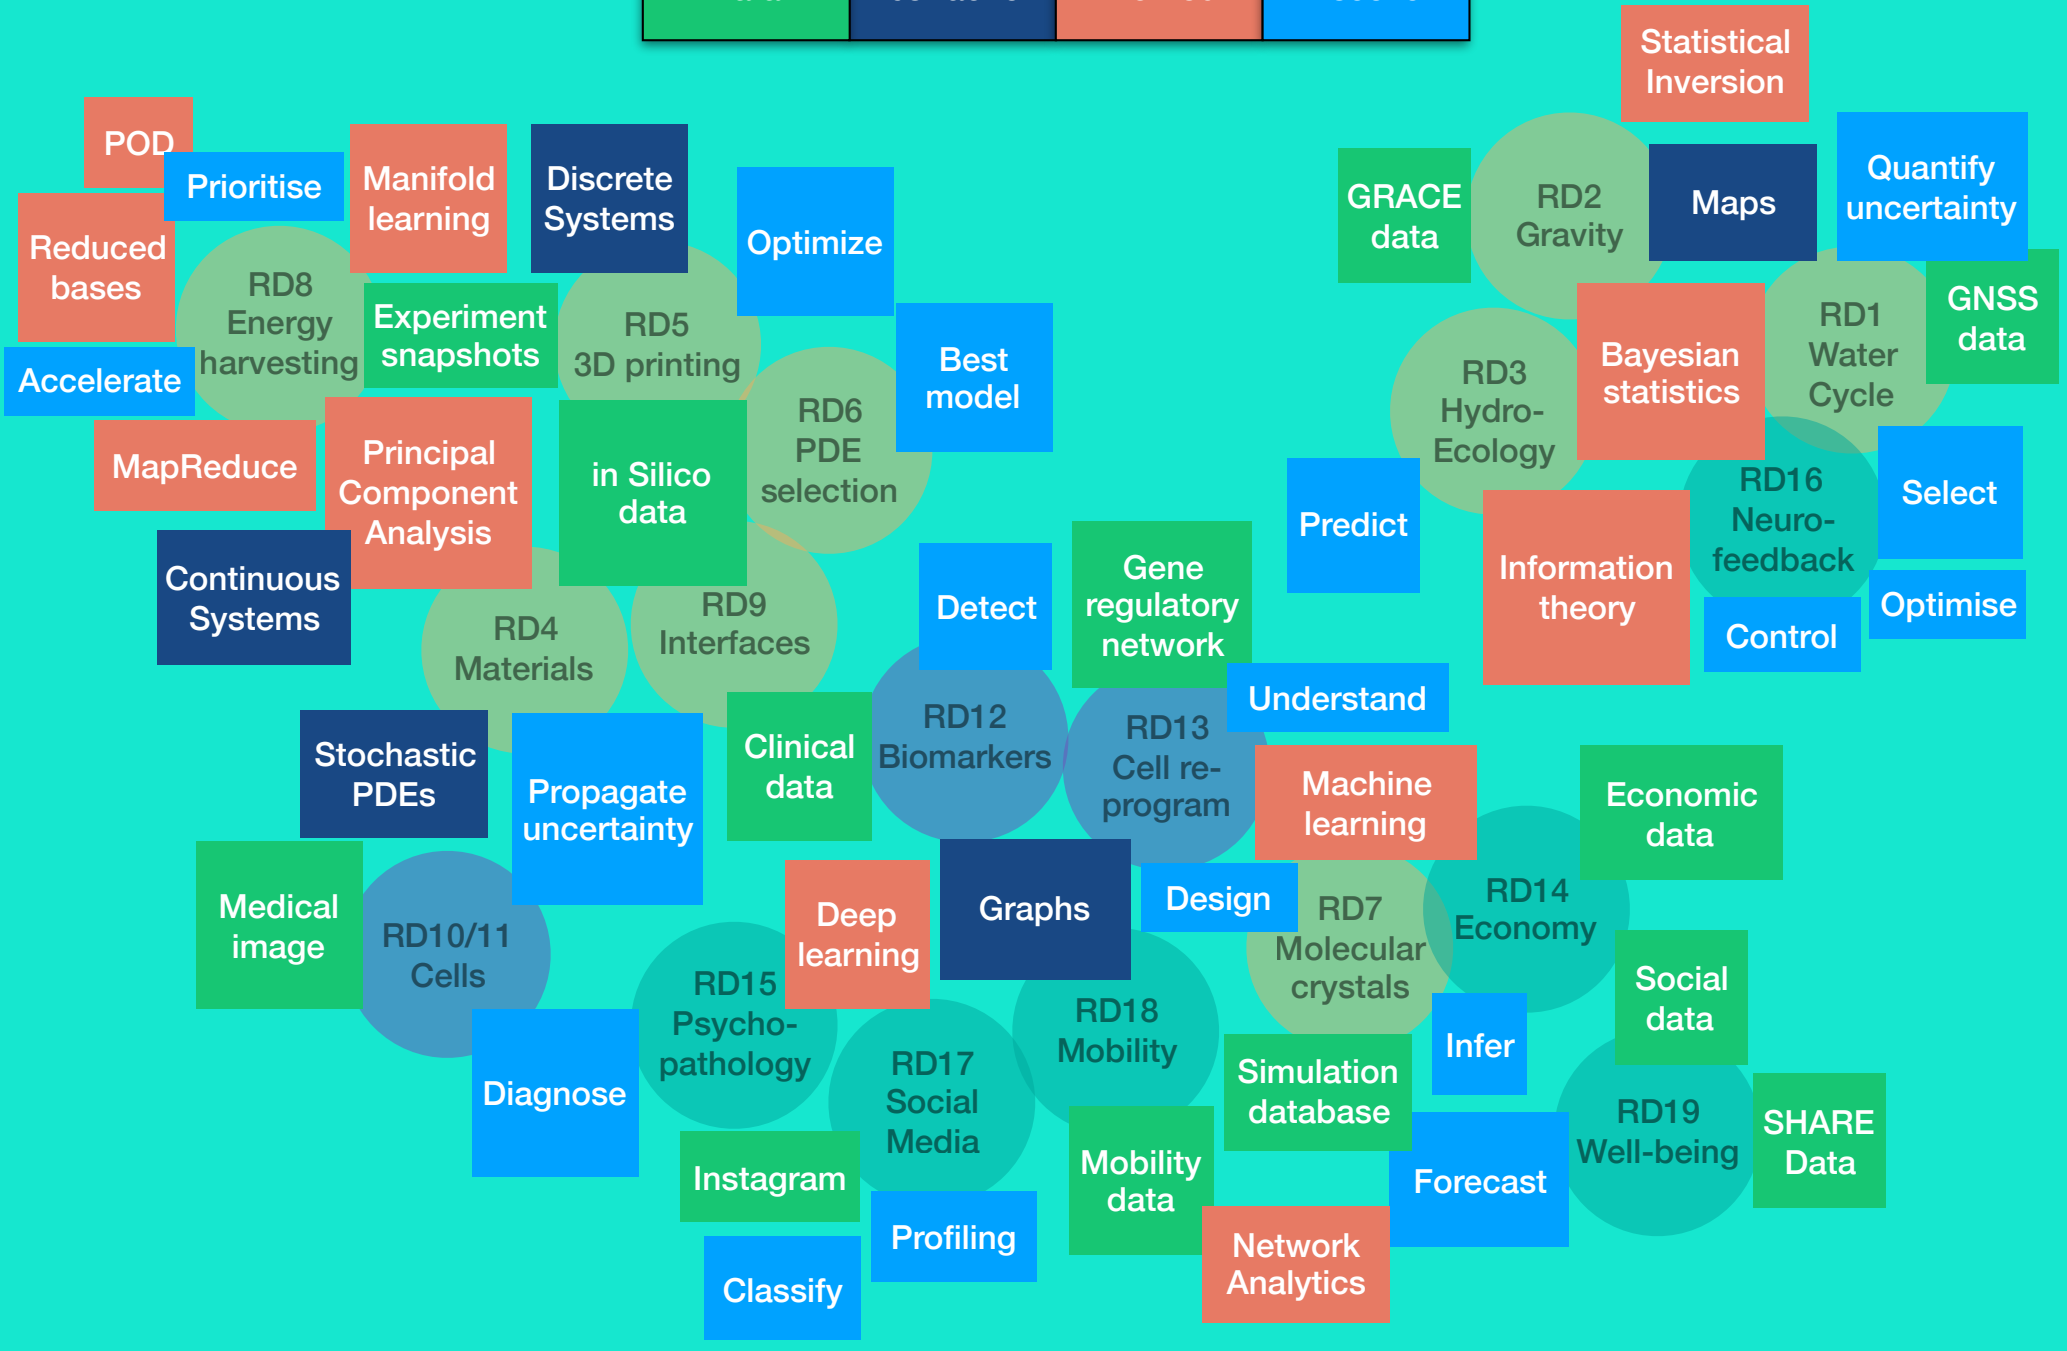 Statistical
Inversion
POD
Prioritise
Manifold
learning
Discrete
Systems
Optimize
GRACE
data
RD2
Gravity
Maps
Quantify
uncertainty
Reduced
bases
RD8
Energy
harvesting
Experiment
snapshots
RD5
3D printing
Best
model
RD3
Hydro-
Ecology
Bayesian
statistics
RD1
Water
Cycle
GNSS
data
Accelerate
MapReduce
Principal
Component
Analysis
in Silico
data
RD6
PDE
selection
Predict
Information
theory
RD16
Neuro-
feedback
Select
Optimise
Control
Continuous
Systems
RD4
Materials
RD9
Interfaces
Detect
Gene
regulatory
network
Understand
Stochastic
PDEs
Propagate
uncertainty
Clinical
data
RD12
Biomarkers
RD13
Cell re-
program
Machine
learning
Economic
data
Medical
image
RD10/11
Cells
Deep
learning
Graphs
Design
RD7
Molecular
crystals
RD14
Economy
Social
data
Diagnose
RD15
Psycho-
pathology
RD17
Social
Media
RD18
Mobility
Simulation
database
Infer
RD19
Well-being
SHARE
Data
Instagram
Profiling
Mobility
data
Forecast
Classify
Network
Analytics